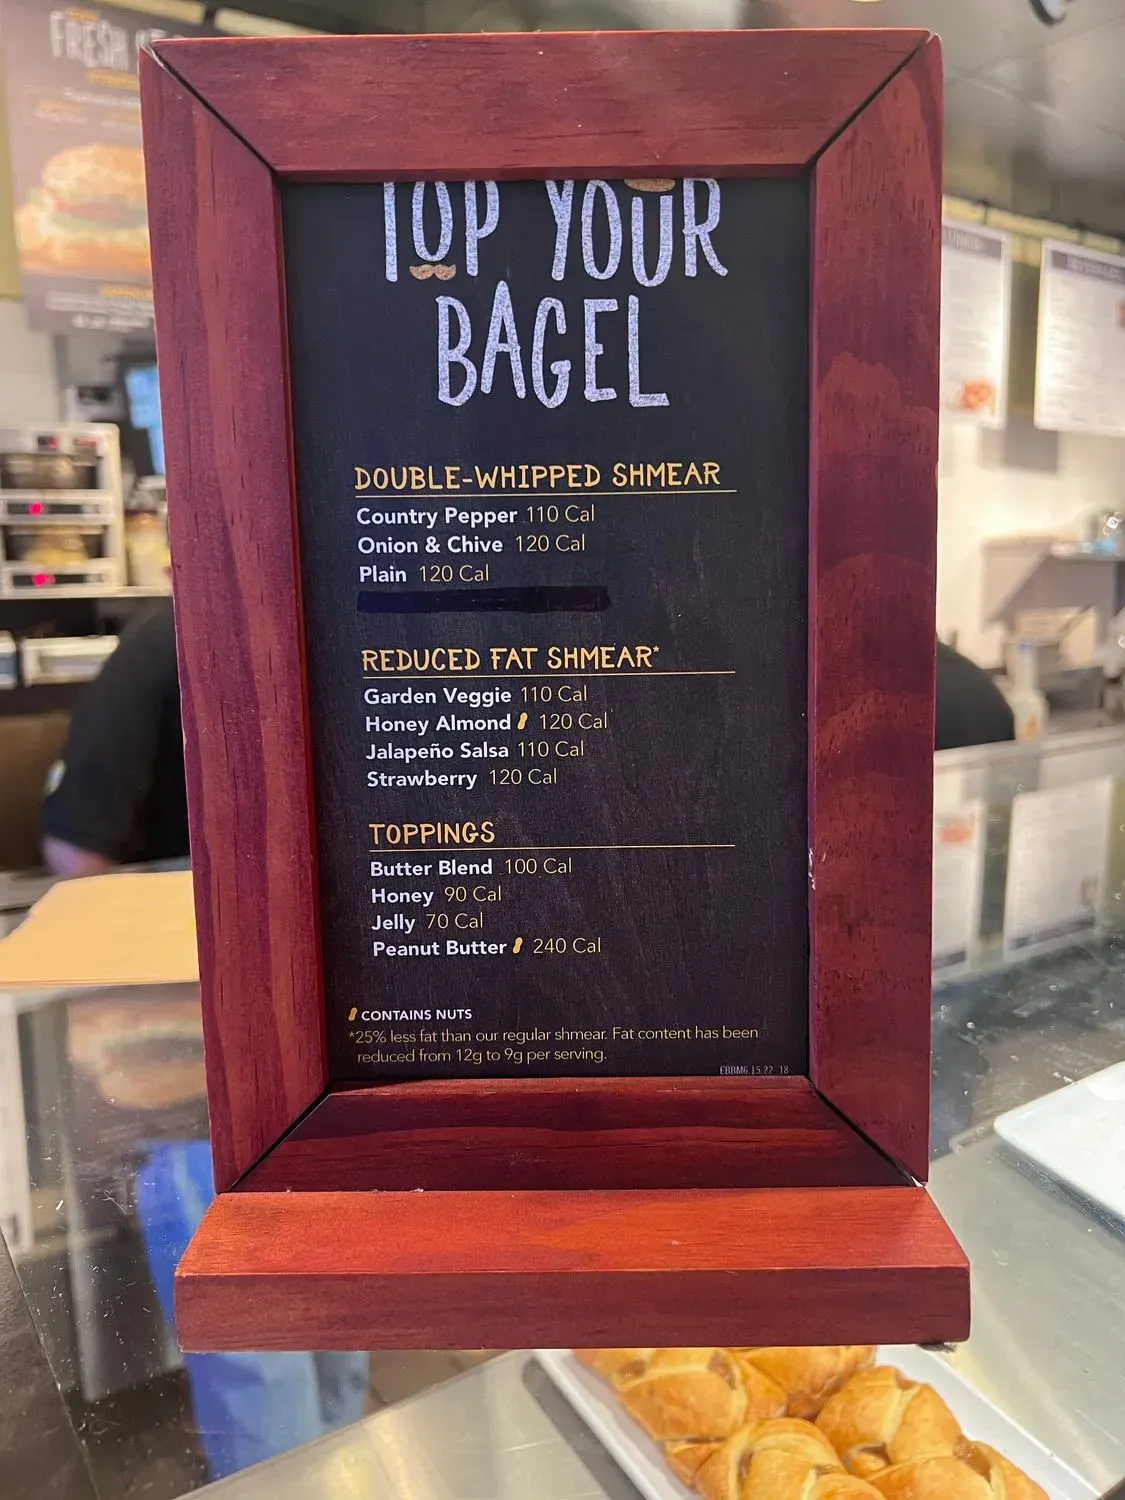 FRESH
TOP YOUR
BAGEL
DOUBLE-WHIPPED SHMEAR
Country Pepper 110 Cal
Onion & Chive 120 Cal
Plain 120 Cal
REDUCED FAT SHMEAR*
Garden Veggie 110 Cal
Honey Almond 120 Cal
Jalapeño Salsa 110 Cal
Strawberry 120 Cal
TOPPINGS
Butter Blend 100 Cal
Honey 90 Cal
Jelly 70 Cal
Peanut Butter 240 Cal
CONTAINS NUTS
*25% less fat than our regular shmear. Fat content has been
reduced from 12g to 9g per serving.
EBBM6.15.22_18